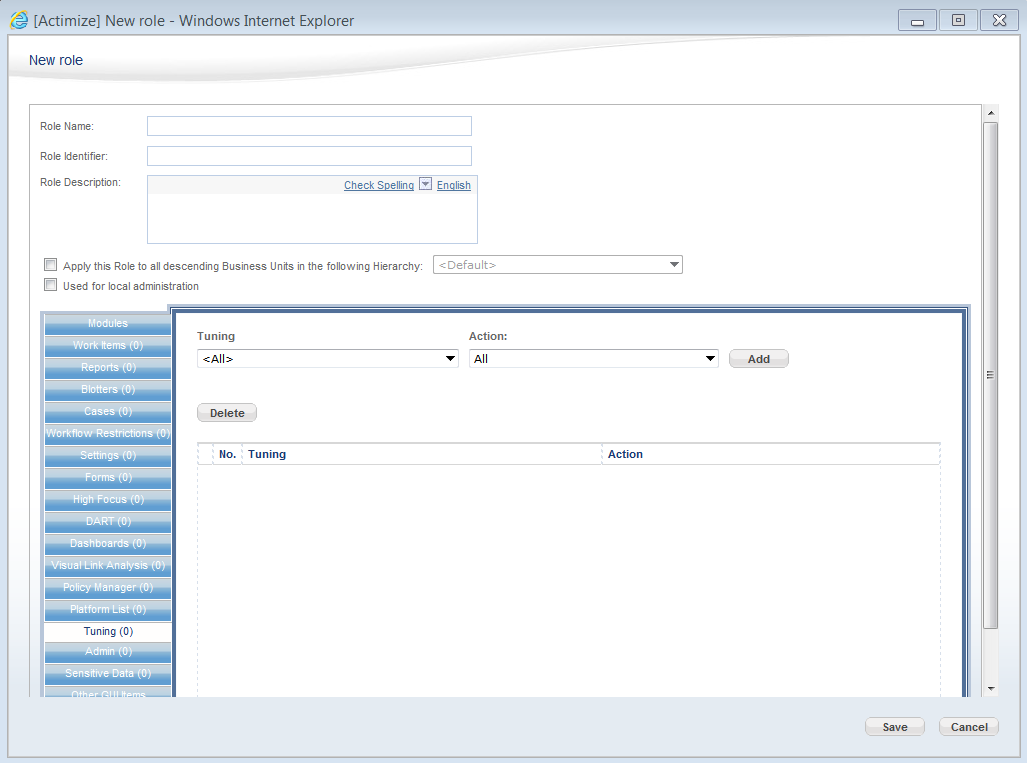 [Actimize] New role - Windows Internet Explorer
New role
Role Name:
Role Identifier:
Role Description:
Check Spelling English
Apply this Role to all descending Business Units in the following Hierarchy: <Default>
Used for local administration
Modules
Work Items (0)
Reports (0)
Blotters (0)
Cases (0)
Workflow Restrictions (0)
Settings (0)
Forms (0)
High Focus (0)
DART (0)
Dashboards (0)
Visual Link Analysis (0)
Policy Manager (0)
Platform List (0)
Tuning (0)
Admin (0)
Sensitive Data (0)
Other GUI Items
Tuning Action:
<All> All Add
Delete
No. Tuning Action
Save Cancel